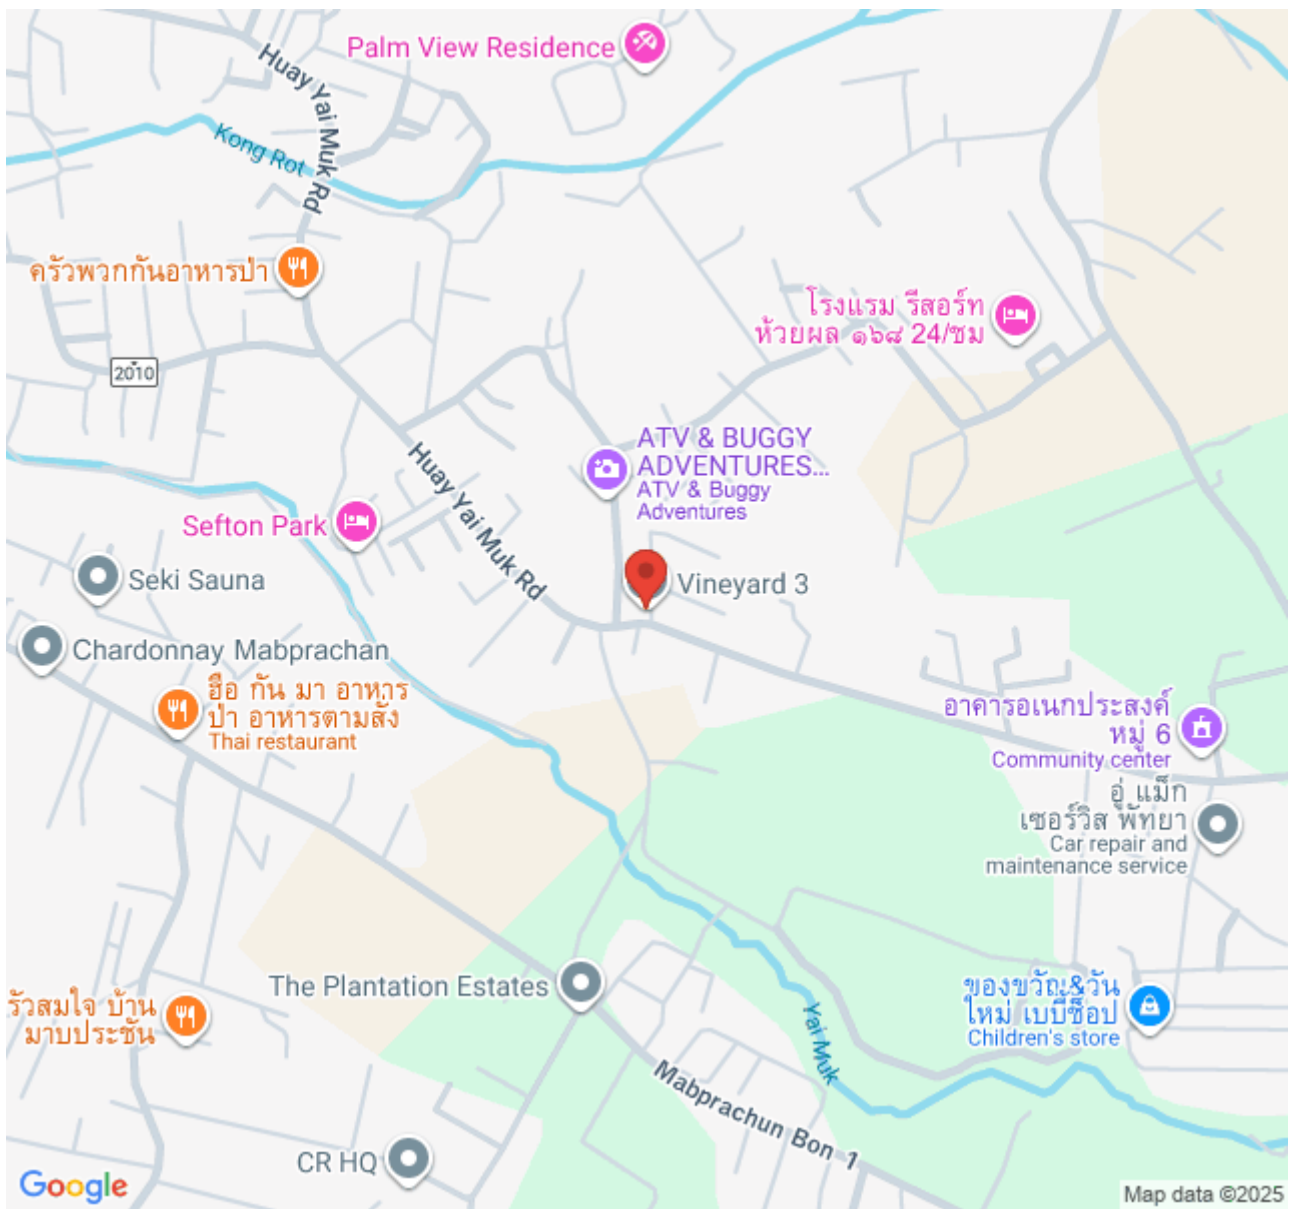 Palm View Residence
Huay Yai Muk Rd
Kong Rot
ครัวพวกกันอาหารป่า
โรงแรม รีสอร์ท
ห้วยผล ๑๖๘ 24/ชม
2010
ATV & BUGGY
ADVENTURES...
ATV & Buggy
Adventures
Huay Yai Muk Rd
Sefton Park
Seki Sauna
Vineyard 3
Chardonnay Mabprachan
ฮือ กัน มา อาหาร
ป่า อาหารตามสั่ง
Thai restaurant
อาคารอเนกประสงค์
หมู่ 6
Community center
อู่ แม็ก
เซอร์วิส พัทยา
Car repair and
maintenance service
The Plantation Estates
รัวสมใจ บ้าน
มาบประชัน
ของขวัญ&วัน
ใหม่ เบบี้ช็อป
Children's store
Yai Muk
Mabprachun Bon 1
CR HQ
Google
Map data ©2025